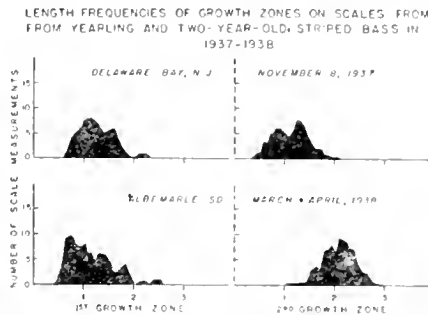 LENGTH FREQUENCIES OF GROWTH ZONES ON SCALES FROM
FROM YEARLING AND TWO-YEAR-OLD STRIPED BASS IN
1937-1938
DELAWARE BAY, N J
NOVEMBER 8, 1937
NUMBER OF SCALE MEASUREMENTS
15
10
5
ALBEMARLE SD
MARCH + APRIL, 1938
15
10
5
0
1 2 3
1 2 3
1ST GROWTH ZONE
2ND GROWTH ZONE